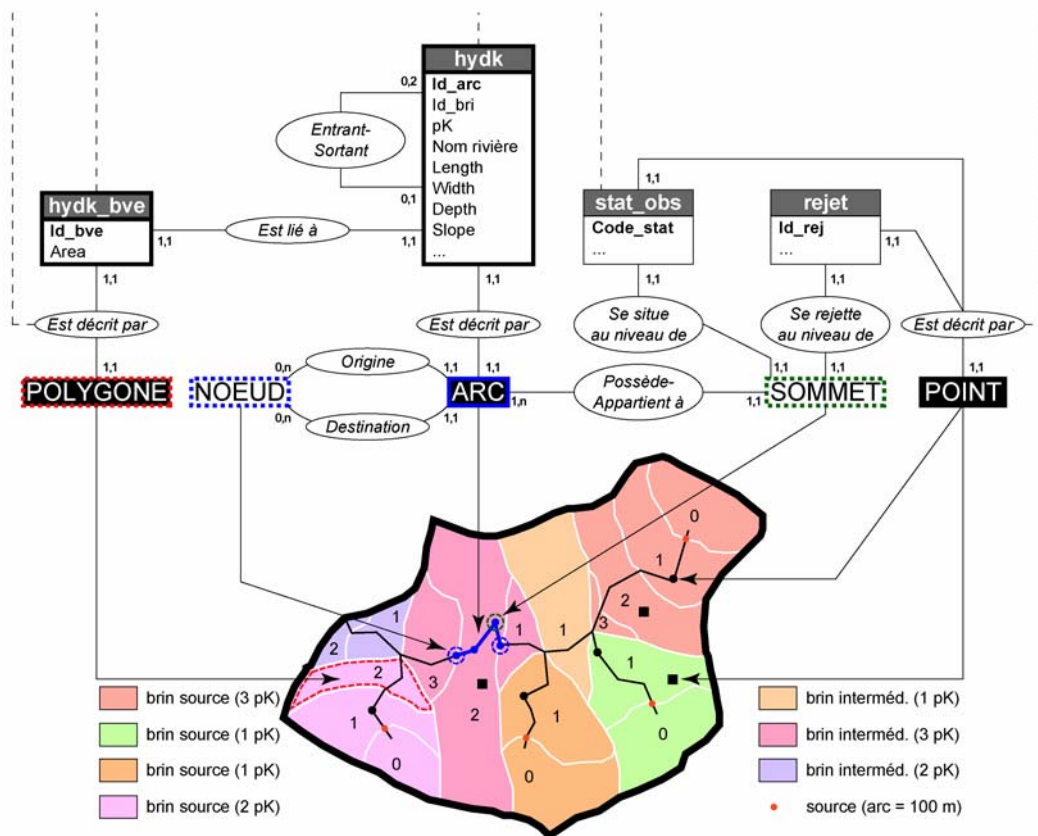 hydk
Id_arc
Id_bri
pK
Nom rivière
Length
Width
Depth
Slope
...
0,2
Entrant-
Sortant
0,1
hydk_bve
Id_bve
Area
1,1
Est lié à
1,1
stat_obs
Code_stat
...
1,1
rejet
Id_rej
...
1,1
1,1
1,1
1,1
1,1
Est décrit par
Est décrit par
Se situe
au niveau de
Se rejette
au niveau de
Est décrit par
1,1
1,1
1,1
1,1
1,1
POLYGONE
NOEUD
0,n
Origine
1,1
0,n
Destination
1,1
ARC
1,n
Possède-
Appartient à
1,1
SOMMET
POINT
0
1
2
3
1
1
1
2
3
2
1
0
2
1
0
1
0
brin source (3 pK)
brin source (1 pK)
brin source (1 pK)
brin source (2 pK)
brin interméd. (1 pK)
brin interméd. (3 pK)
brin interméd. (2 pK)
source (arc = 100 m)